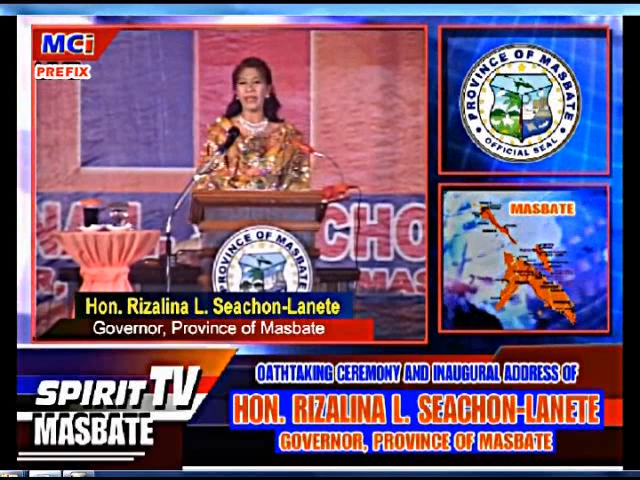 MCi
PREFIX
PROVINCE OF MASBATE
OFFICIAL SEAL
MASBATE
PROVINCE OF MASBATE
Hon. Rizalina L. Seachon-Lanete
Governor, Province of Masbate
SPIRIT TV
MASBATE
OATHTAKING CEREMONY AND INAUGURAL ADDRESS OF
HON. RIZALINA L. SEACHON-LANETE
GOVERNOR, PROVINCE OF MASBATE